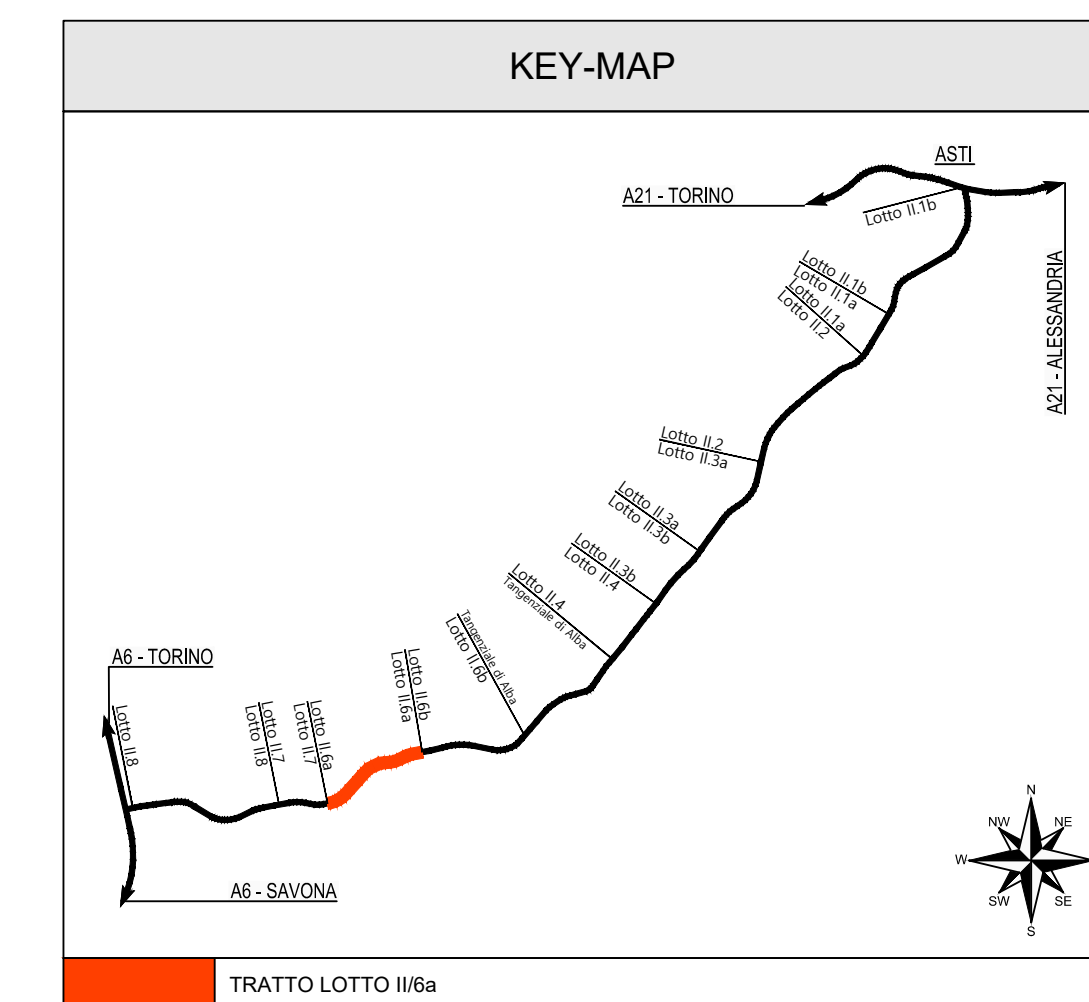 KEY-MAP
ASTI
A21 - TORINO
Lotto II.1b
A21 - ALESSANDRIA
Lotto II.1b
Lotto II.1a
Lotto II.1a
Lotto II.2
Lotto II.2
Lotto II.3a
Lotto II.3a
Lotto II.3b
Lotto II.3b
Lotto II.4
Lotto II.4
Tangenziale di Alba
Tangenziale di Alba
Lotto II.6b
Lotto II.6b
Lotto II.6a
Lotto II.6a
Lotto II.7
Lotto II.7
Lotto II.8
Lotto II.8
A6 - TORINO
A6 - SAVONA
N
NW
NE
W
SW
SE
S
TRATTO LOTTO II/6a